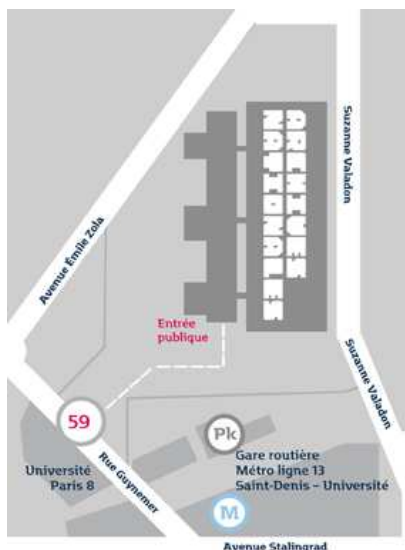 Suzanne Valadon
ARCHIVES
NATIONALES
Avenue Émile Zola
Entrée
publique
Suzanne Valadon
59
Pk
Université
Paris 8
Rue Guynemer
Gare routière
Métro ligne 13
Saint-Denis – Université
M
Avenue Stalingrad